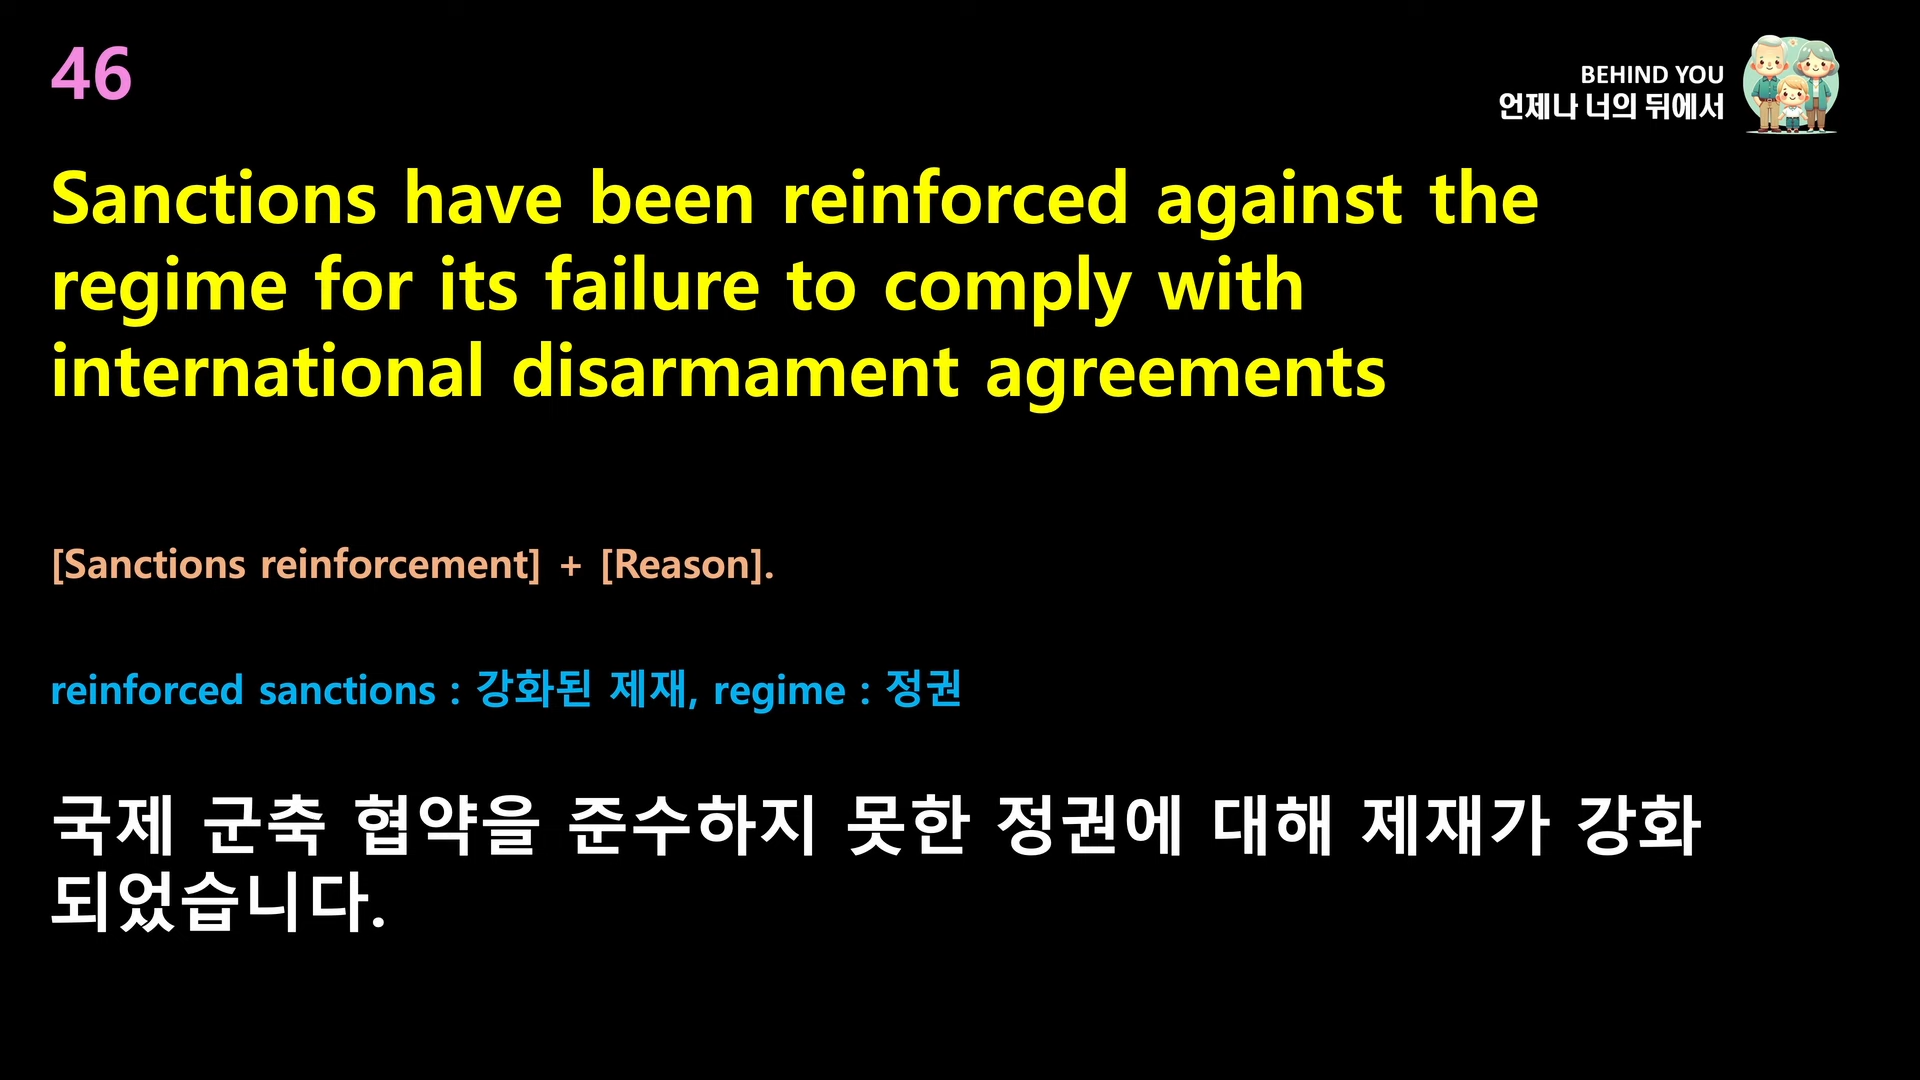 46
BEHIND YOU
언제나 너의 뒤에서
Sanctions have been reinforced against the
regime for its failure to comply with
international disarmament agreements
[Sanctions reinforcement] + [Reason].
reinforced sanctions : 강화된 제재, regime : 정권
국제 군축 협약을 준수하지 못한 정권에 대해 제재가 강화
되었습니다.